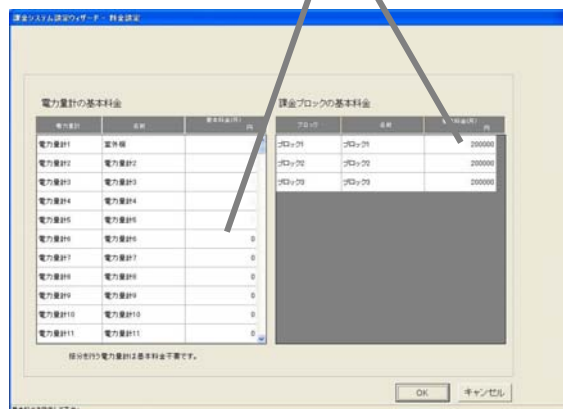 課金システム設定ウィザード - 料金設定
電力量計の基本料金
課金ブロックの基本料金
電力量計 名前 基本料金(月) 円
ブロック 名前 円
電力量計1 室外機
電力量計2 電力量計2
電力量計3 電力量計3
電力量計4 電力量計4
電力量計5 電力量計5
電力量計6 電力量計6 0
電力量計7 電力量計7 0
電力量計8 電力量計8 0
電力量計9 電力量計9 0
電力量計10 電力量計10 0
電力量計11 電力量計11 0
ブロック1 ブロック1 200000
ブロック2 ブロック2 200000
ブロック3 ブロック3 200000
按分を行う電力量計は基本料金不要です。
OK キャンセル